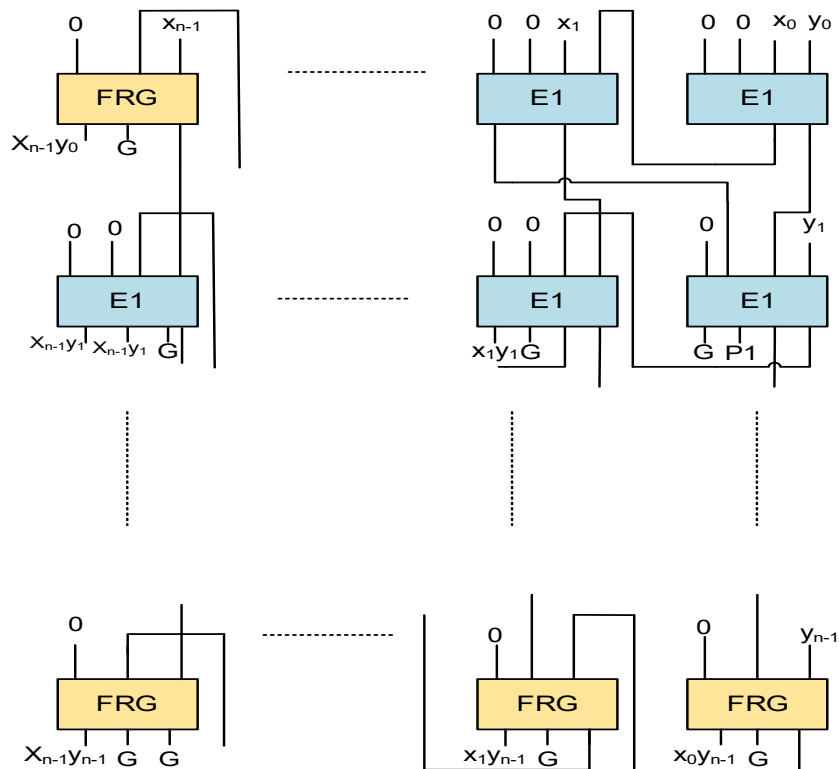 0 xₙ₋₁ 0 0 x₁ 0 0 x₀ y₀
FRG E1 E1
Xₙ₋₁y₀ G
0 0 0 0 0 y₁
E1 E1 E1
Xₙ₋₁y₁ Xₙ₋₁y₁ G x₁y₁ G G P1
0 0 0 yₙ₋₁
FRG FRG FRG
Xₙ₋₁yₙ₋₁ G G x₁yₙ₋₁ G x₀yₙ₋₁ G